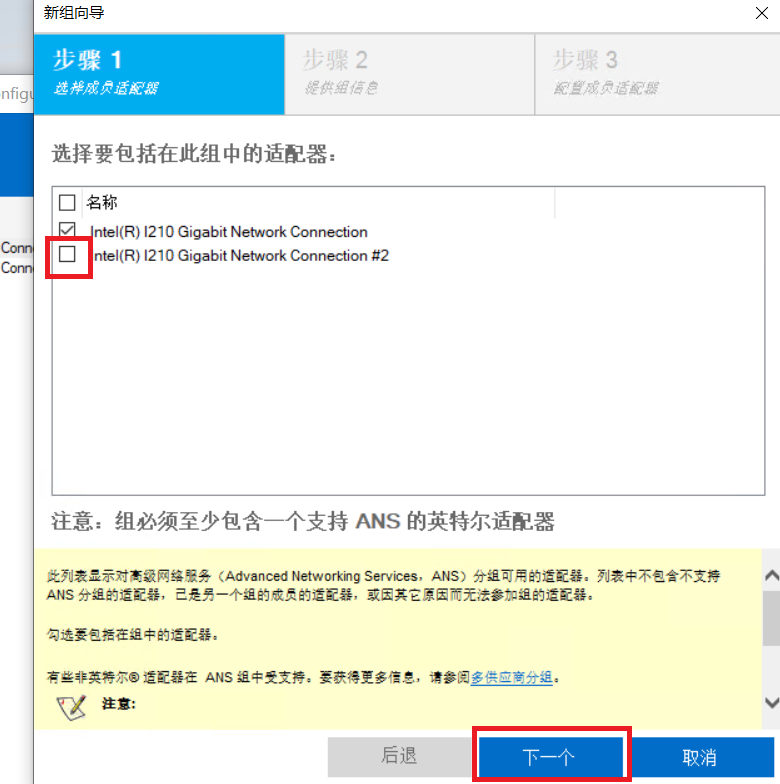 新组向导
步骤 1
选择成员适配器
步骤 2
提供组信息
步骤 3
配置成员适配器
选择要包括在此组中的适配器：
名称
Intel(R) I210 Gigabit Network Connection
Intel(R) I210 Gigabit Network Connection #2
Conn
Conn
注意：组必须至少包含一个支持 ANS 的英特尔适配器
此列表显示对高级网络服务（Advanced Networking Services，ANS）分组可用的适配器。列表中不包含不支持
ANS 分组的适配器，已是另一个组的成员的适配器，或因其它原因而无法参加组的适配器。
勾选要包括在组中的适配器。
有些非英特尔® 适配器在 ANS 组中受支持。要获得更多信息，请参阅多供应商分组。
注意:
后退
下一个
取消